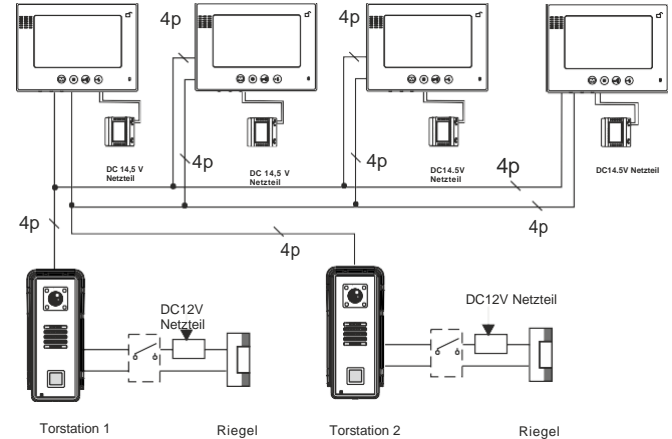 4p
4p
DC 14,5 V
Netzteil
4p
DC 14,5 V
Netzteil
4p
DC14.5V
Netzteil
4p
DC14.5V
Netzteil
4p
4p
4p
4p
DC12V
Netzteil
DC12V Netzteil
Torstation 1
Riegel
Torstation 2
Riegel